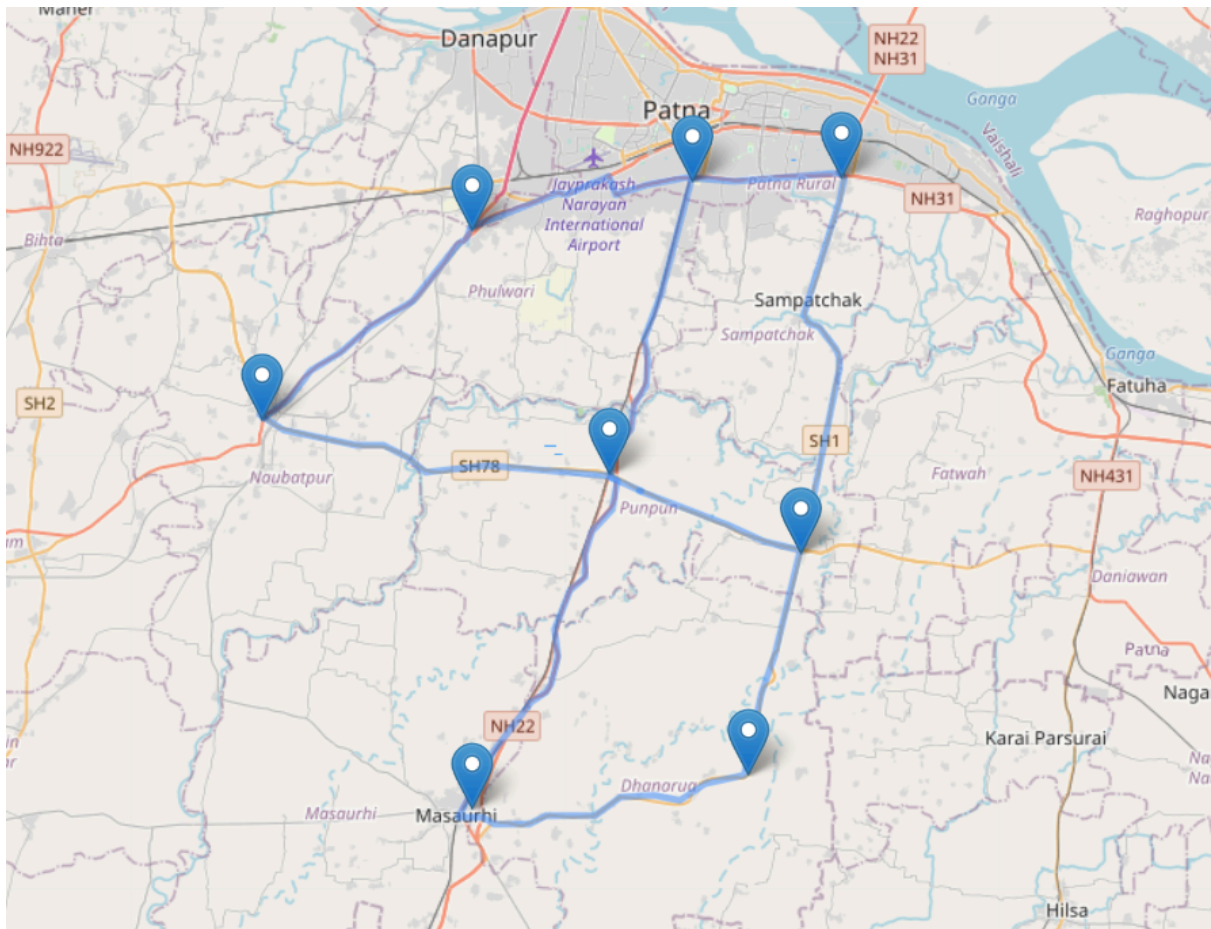 Maner
Danapur
NH22
NH31
Patna
Ganga
Vaishali
NH922
Jayprakash
Narayan
International
Airport
Patna Rural
NH31
Raghopur
Bihta
Phulwari
Sampatchak
Sampatchak
Ganga
Fatuha
SH2
SH1
SH78
Naubatpur
Fatwah
NH431
Punpun
Daniawan
Patna
Naga
NH22
Karai Parsurai
Dhanorua
Masaurhi
Masaurhi
Hilsa